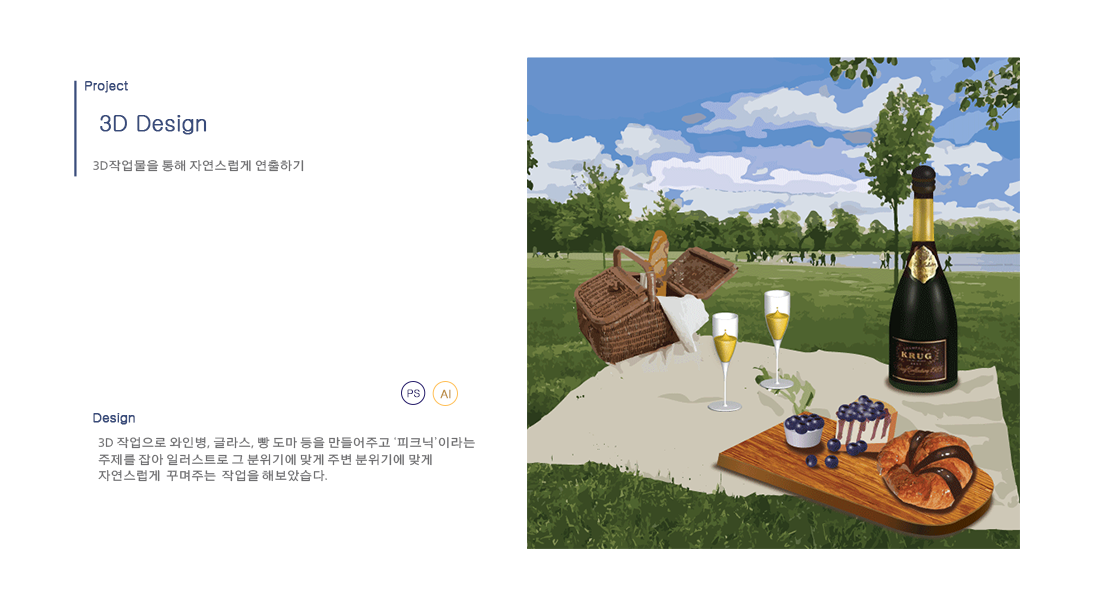 Project
3D Design
3D작업물을 통해 자연스럽게 연출하기
PS
AI
Design
3D 작업으로 와인병, 글라스, 빵 도마 등을 만들어주고 '피크닉'이라는
주제를 잡아 일러스트로 그 분위기에 맞게 주변 분위기에 맞게
자연스럽게 꾸며주는 작업을 해보았습니다.
KRUG